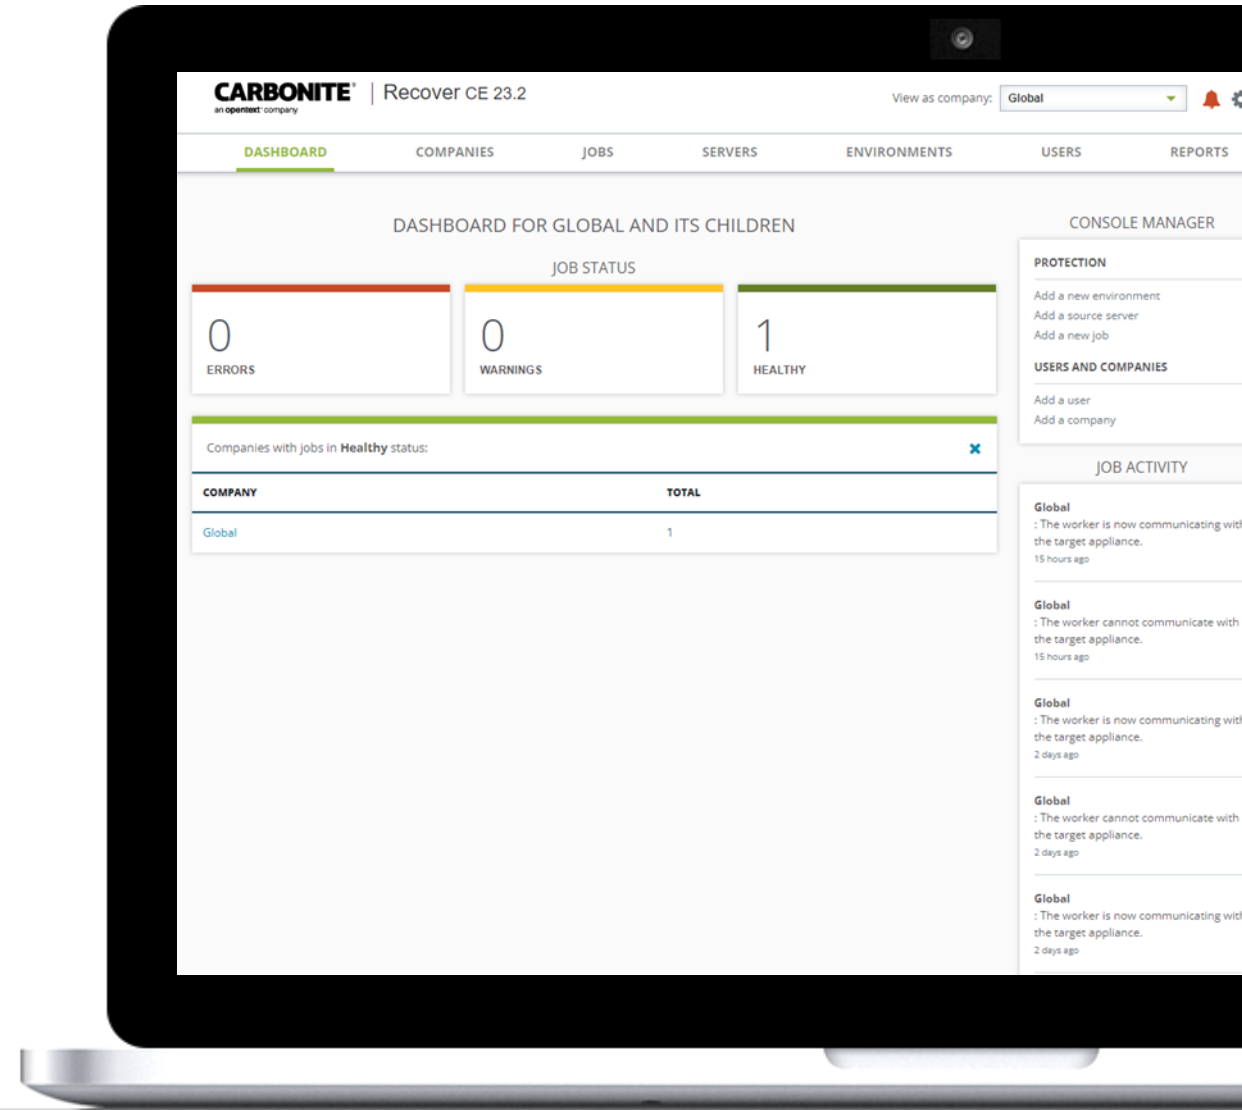 CARBONITE
an opentext company
Recover CE 23.2
View as company:
Global
DASHBOARD
COMPANIES
JOBS
SERVERS
ENVIRONMENTS
USERS
REPORTS
DASHBOARD FOR GLOBAL AND ITS CHILDREN
JOB STATUS
0
ERRORS
0
WARNINGS
1
HEALTHY
Companies with jobs in Healthy status:
COMPANY
TOTAL
Global
1
CONSOLE MANAGER
PROTECTION
Add a new environment
Add a source server
Add a new job
USERS AND COMPANIES
Add a user
Add a company
JOB ACTIVITY
Global
: The worker is now communicating with
the target appliance.
15 hours ago
Global
: The worker cannot communicate with
the target appliance.
15 hours ago
Global
: The worker is now communicating with
the target appliance.
2 days ago
Global
: The worker cannot communicate with
the target appliance.
2 days ago
Global
: The worker is now communicating with
the target appliance.
2 days ago